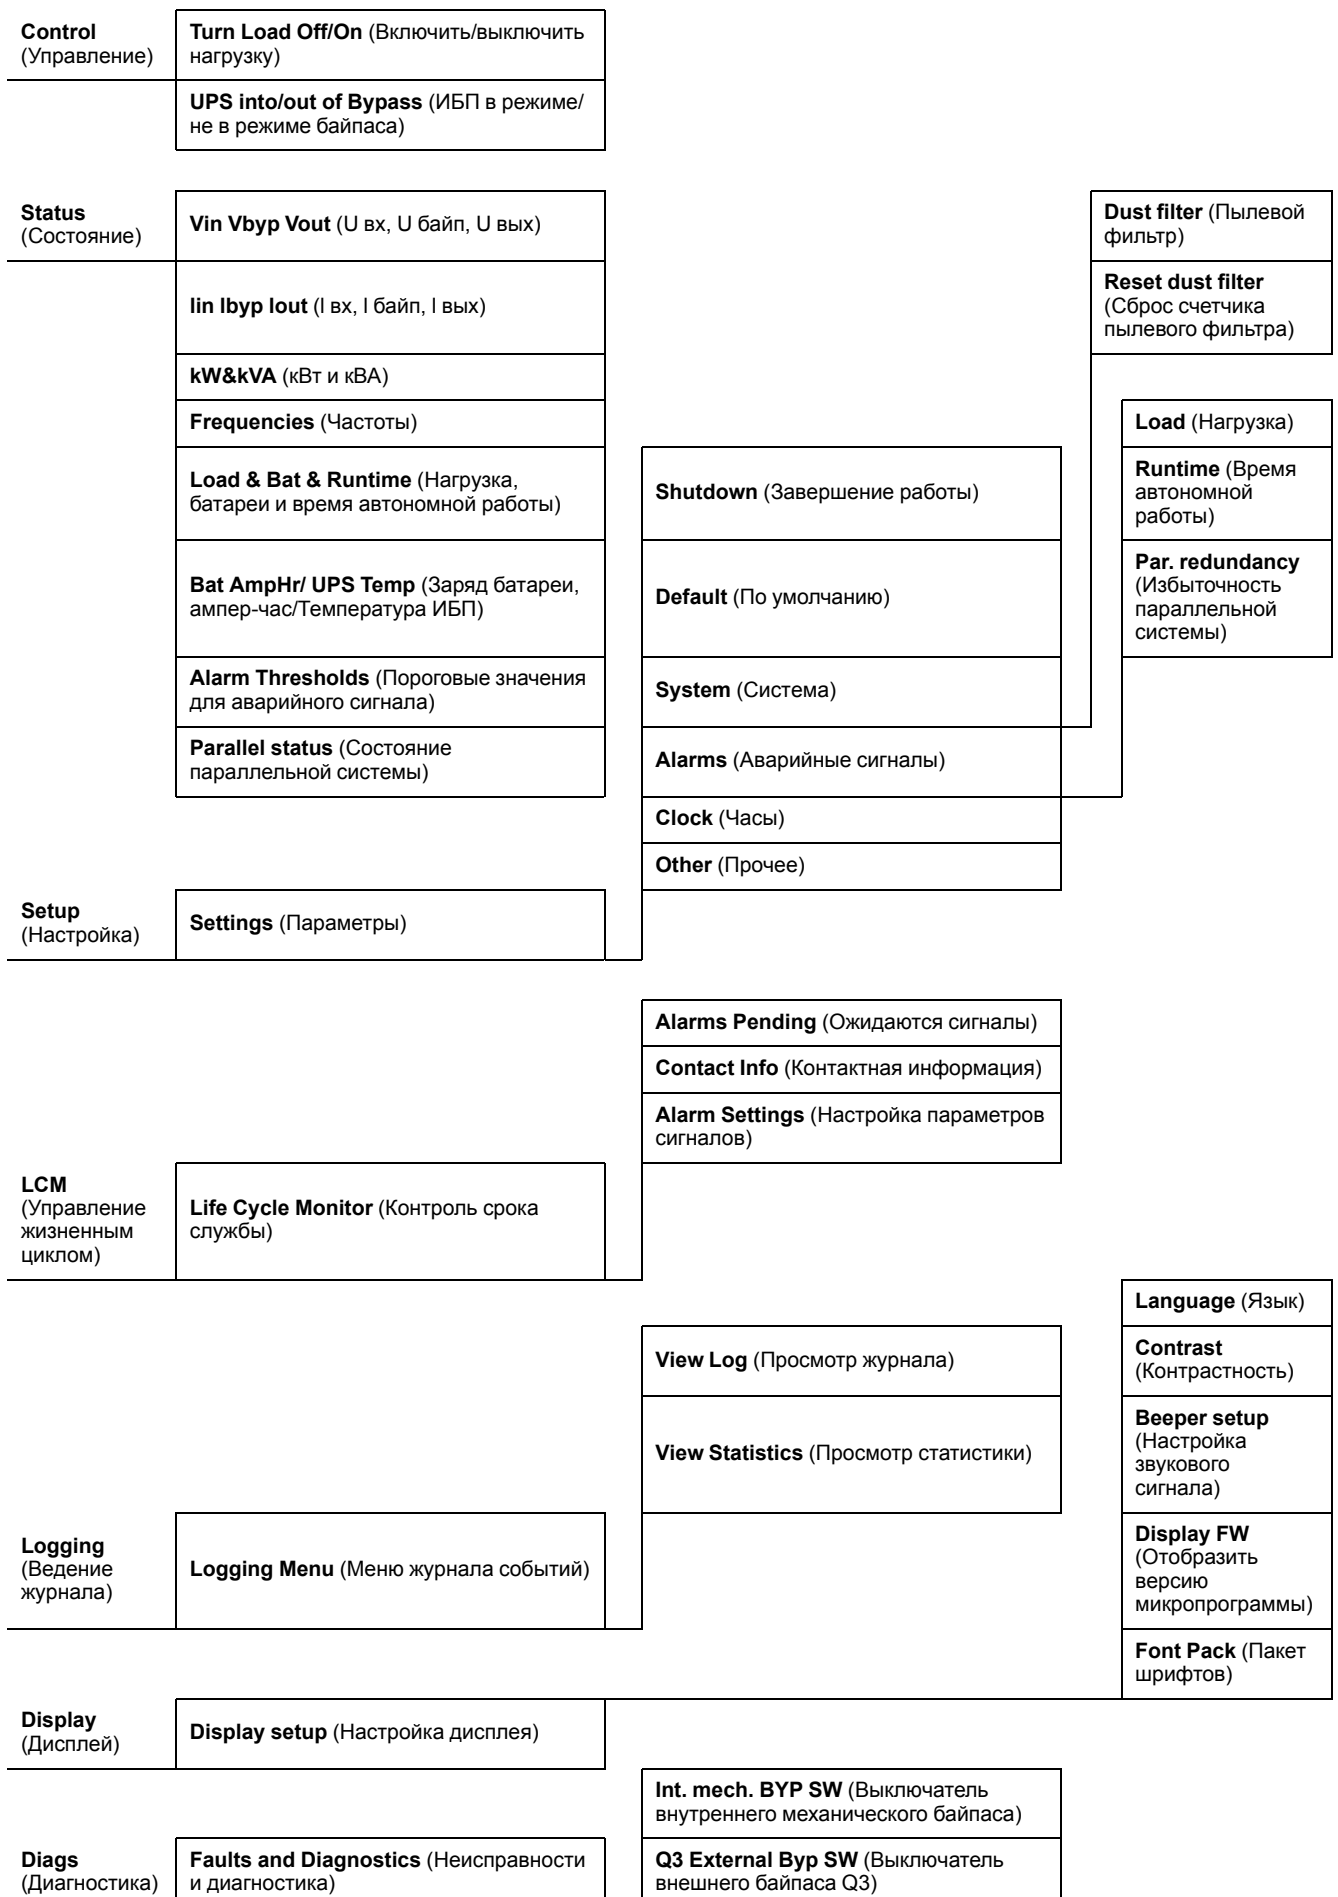 Control
(Управление)
Turn Load Off/On (Включить/выключить
нагрузку)
UPS into/out of Bypass (ИБП в режиме/
не в режиме байпаса)
Status
(Состояние)
Vin Vbyp Vout (U вх, U байп, U вых)
Dust filter (Пылевой
фильтр)
Iin Ibyp Iout (I вх, I байп, I вых)
Reset dust filter
(Сброс счетчика
пылевого фильтра)
kW&kVA (кВт и кВА)
Frequencies (Частоты)
Load (Нагрузка)
Load & Bat & Runtime (Нагрузка,
батареи и время автономной работы)
Shutdown (Завершение работы)
Runtime (Время
автономной
работы)
Bat AmpHr/ UPS Temp (Заряд батареи,
ампер-час/Температура ИБП)
Default (По умолчанию)
Par. redundancy
(Избыточность
параллельной
системы)
Alarm Thresholds (Пороговые значения
для аварийного сигнала)
System (Система)
Parallel status (Состояние
параллельной системы)
Alarms (Аварийные сигналы)
Clock (Часы)
Other (Прочее)
Setup
(Настройка)
Settings (Параметры)
Alarms Pending (Ожидаются сигналы)
Contact Info (Контактная информация)
Alarm Settings (Настройка параметров
сигналов)
LCM
(Управление
жизненным
циклом)
Life Cycle Monitor (Контроль срока
службы)
Language (Язык)
View Log (Просмотр журнала)
Contrast
(Контрастность)
View Statistics (Просмотр статистики)
Beeper setup
(Настройка
звукового
сигнала)
Logging
(Ведение
журнала)
Logging Menu (Меню журнала событий)
Display FW
(Отобразить
версию
микропрограммы)
Font Pack (Пакет
шрифтов)
Display
(Дисплей)
Display setup (Настройка дисплея)
Int. mech. BYP SW (Выключатель
внутреннего механического байпаса)
Diags
(Диагностика)
Faults and Diagnostics (Неисправности
и диагностика)
Q3 External Byp SW (Выключатель
внешнего байпаса Q3)